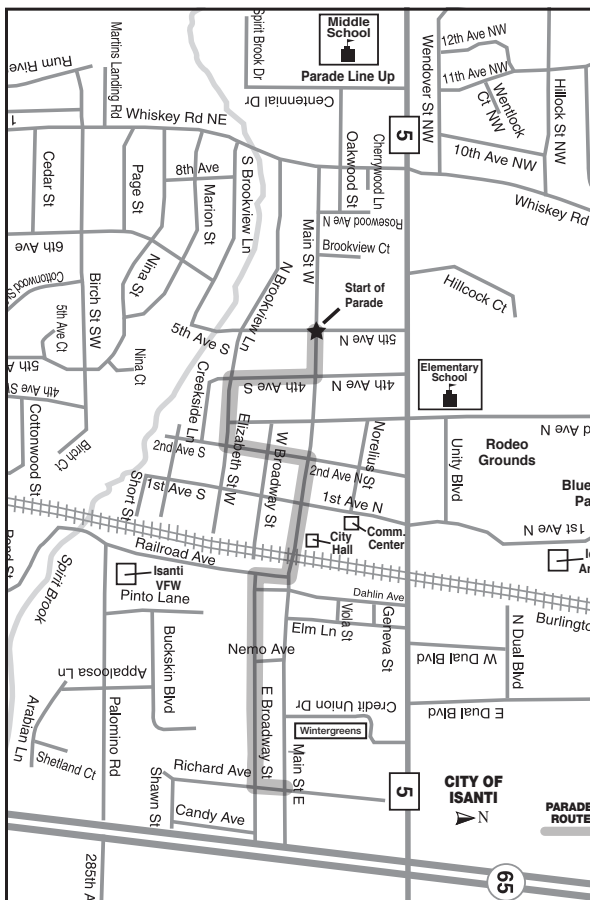 Middle
School
Parade Line Up
Centennial Dr
Spirit Brook Dr
Martins Landing Rd
Rum Rive
Whiskey Rd NE
Wendover St NW
12th Ave NW
11th Ave NW
Wentlock
Ct NW
Hillock St NW
10th Ave NW
Whiskey Rd
5
Cherrywood Ln
Oakwood St
Rosewood Ave N
Brookview Ct
Main St W
Start of
Parade
Hillcock Ct
Cedar St
Page St
8th Ave
Marion St
S Brookview Ln
N Brookview Ln
6th Ave
Nina St
Cottonwood St
Birch St SW
5th Ave Ct
5th A
Nina Ct
5th Ave S
5th Ave N
4th Ave St
4th Ave S
4th Ave N
Elementary
School
Creekside Ln
Elizabeth St W
W Broadway St
Norelius St
Unity Blvd
Rodeo
Grounds
d Ave N
Blue
Pa
Cottonwood St
Birch Ct
2nd Ave S
2nd Ave N
1st Ave S
1st Ave N
1st Ave N
Short St
Comm.
Center
City
Hall
Ic
Ar
Railroad Ave
Burlington
Isanti
VFW
Pinto Lane
Spirit Brook
Dahlin Ave
Viola St
Geneva St
Elm Ln
Nemo Ave
N Dual Blvd
W Dual Blvd
E Dual Blvd
Buckskin Blvd
Appaloosa Ln
Arabian Ln
Palomino Rd
Shetland Ct
Credit Union Dr
Wintergreens
E Broadway St
Main St E
Richard Ave
Shawn St
Candy Ave
5
CITY OF
ISANTI
N
PARADE
ROUTE
65
285th A